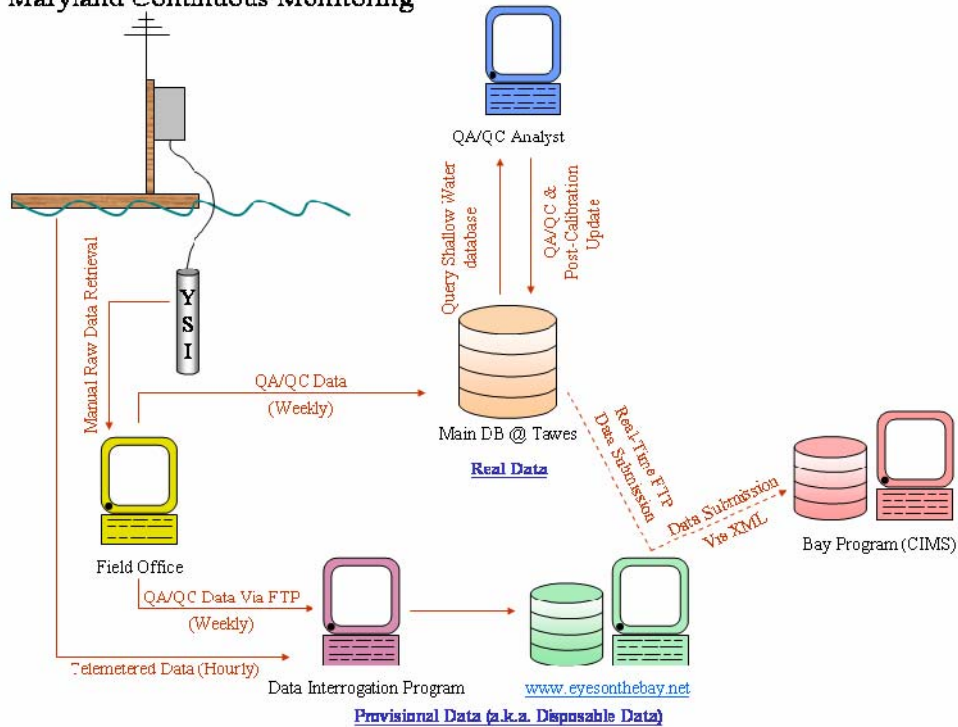 Maryland Continuous Monitoring
QA/QC Analyst
Query Shallow Water
database
QA/QC &
Post-Calibration
Update
Manual Raw Data Retrieval
Y
S
I
QA/QC Data
(Weekly)
Main DB @ Tawes
Real Data
Real-Time FTP
Data Submission
Data Submission
Via XML
Bay Program (CIMS)
Field Office
QA/QC Data Via FTP
(Weekly)
Telemetered Data (Hourly)
Data Interrogation Program
www.eyesonthebay.net
Provisional Data (a.k.a. Disposable Data)